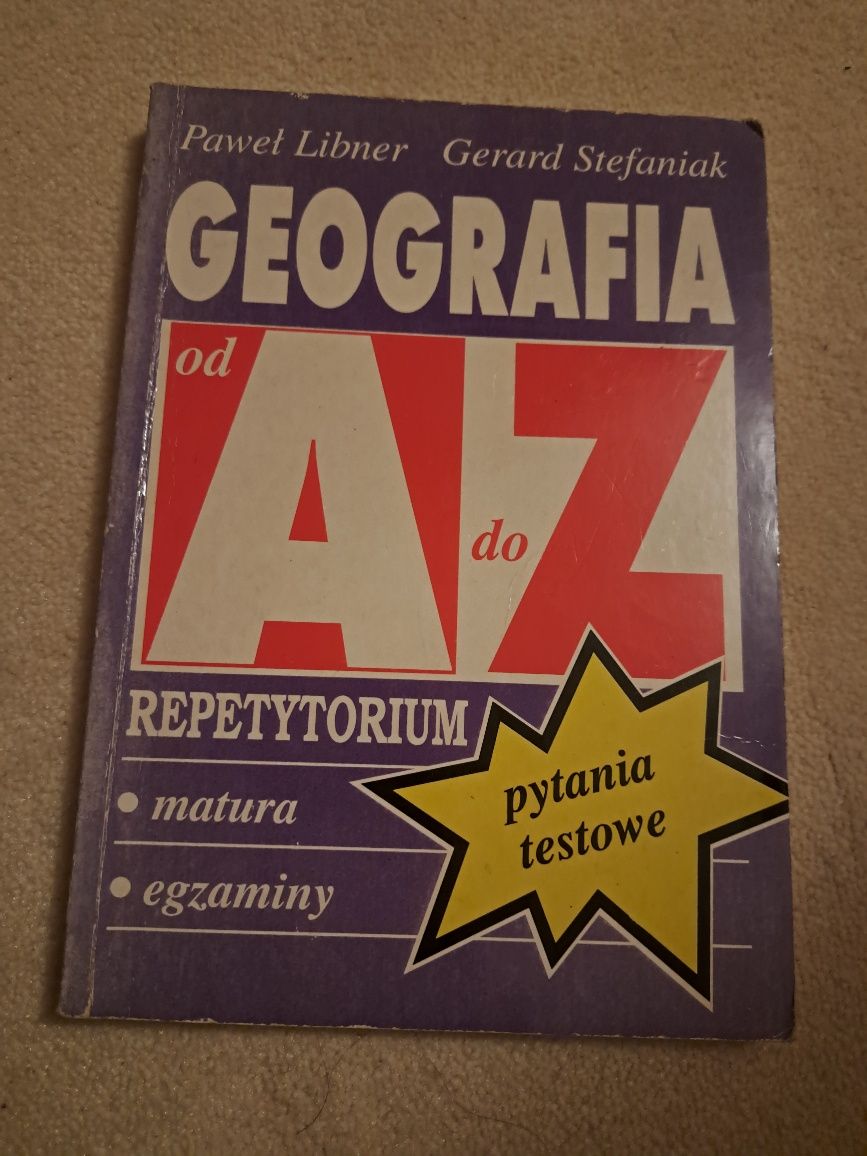 Paweł Libner Gerard Stefaniak
GEOGRAFIA
od A do Z
REPETYTORIUM
• matura
• egzaminy
pytania
testowe